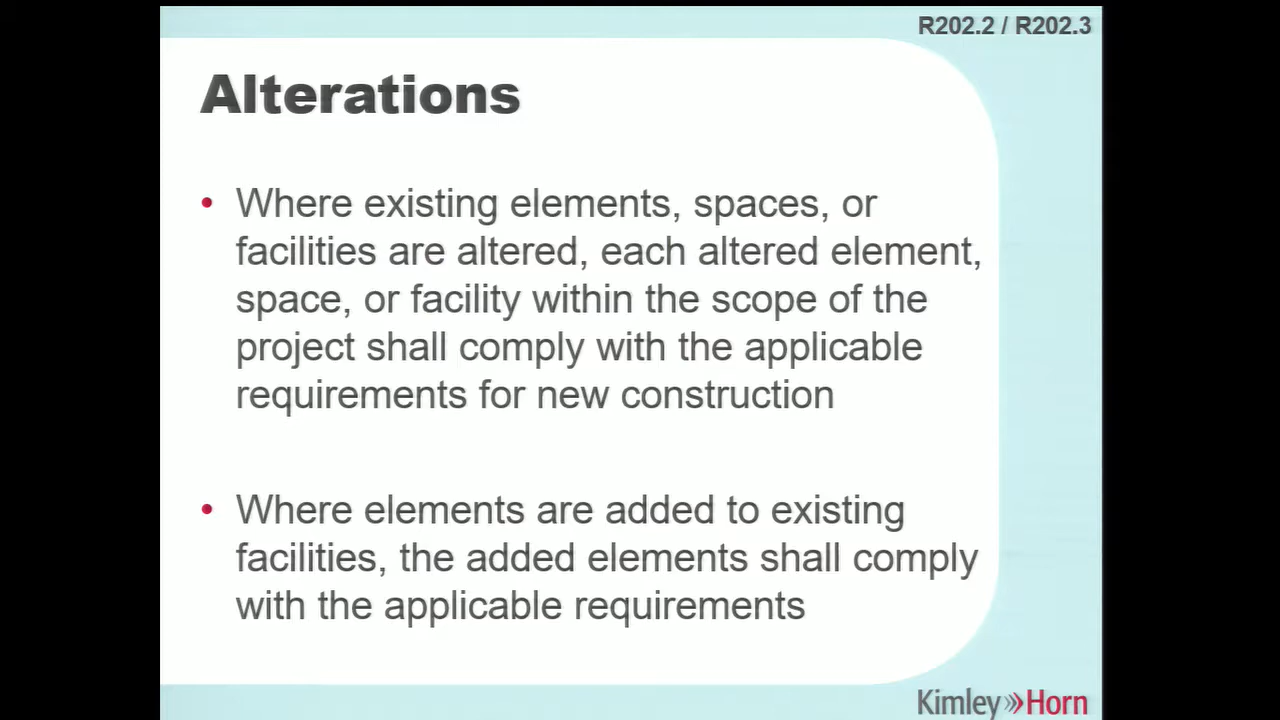 R202.2 / R202.3
Alterations
• Where existing elements, spaces, or
facilities are altered, each altered element,
space, or facility within the scope of the
project shall comply with the applicable
requirements for new construction
• Where elements are added to existing
facilities, the added elements shall comply
with the applicable requirements
Kimley»Horn